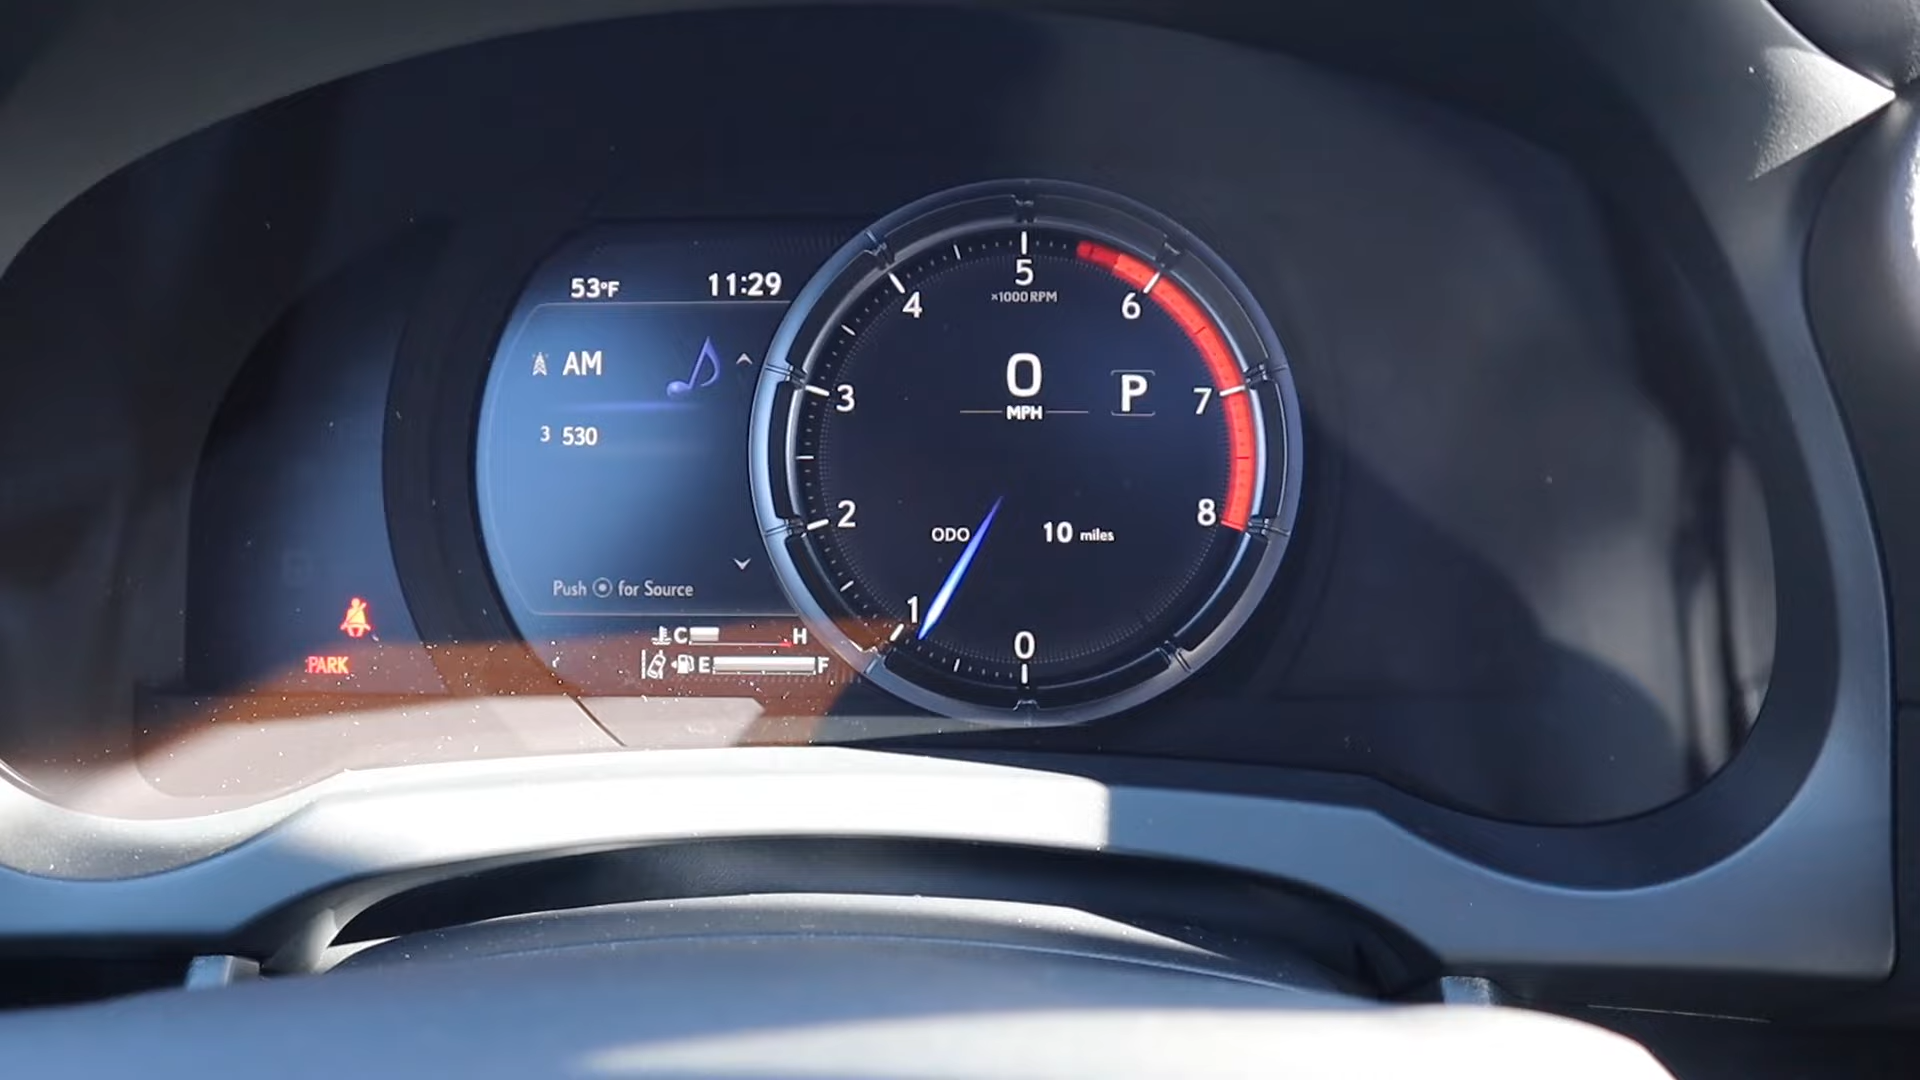 53°F 11:29
AM
3 530
Push for Source
C H
E F
PARK
5
×1000 RPM
4 6
3 7
0
MPH
P
2 8
ODO 10 miles
1
0